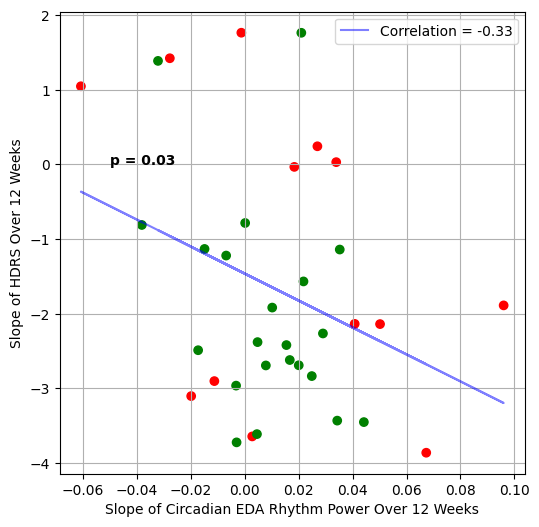 Correlation = -0.33
p = 0.03
2
1
0
−1
−2
−3
−4
Slope of HDRS Over 12 Weeks
−0.06 −0.04 −0.02 0.00 0.02 0.04 0.06 0.08 0.10
Slope of Circadian EDA Rhythm Power Over 12 Weeks